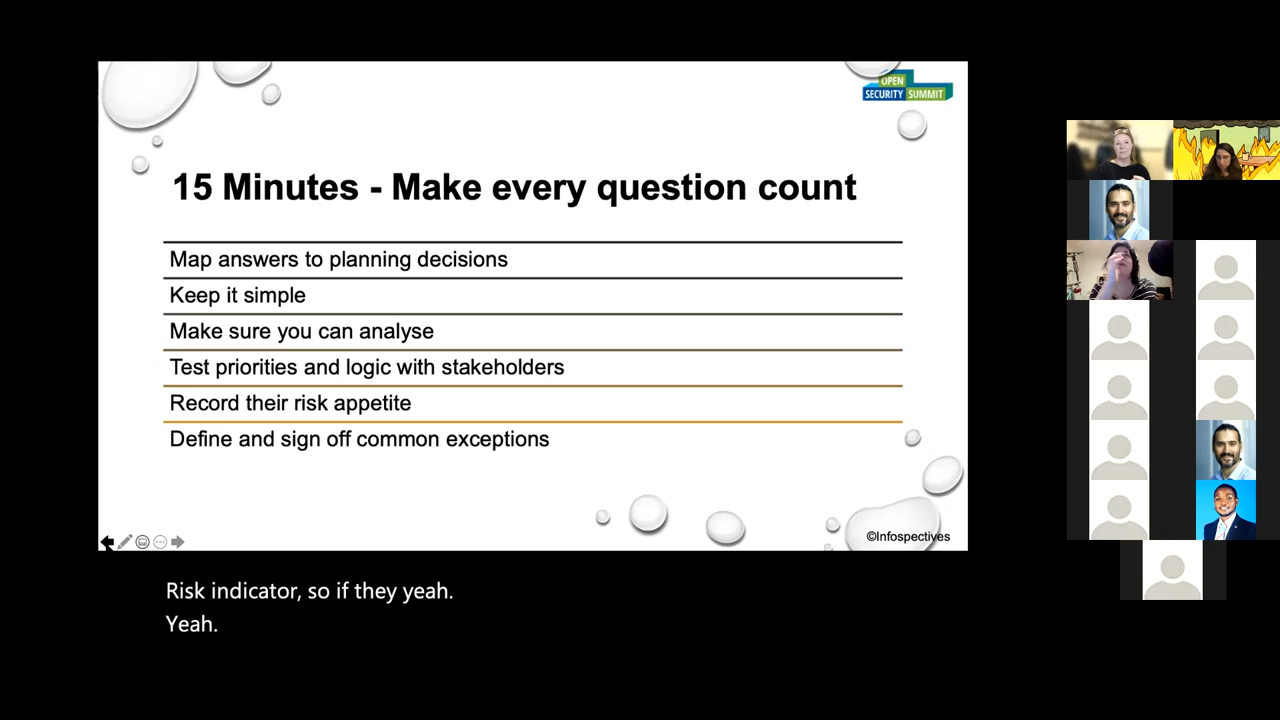 OPEN
SECURITY SUMMIT
15 Minutes - Make every question count
Map answers to planning decisions
Keep it simple
Make sure you can analyse
Test priorities and logic with stakeholders
Record their risk appetite
Define and sign off common exceptions
©Infospectives
Risk indicator, so if they yeah.
Yeah.